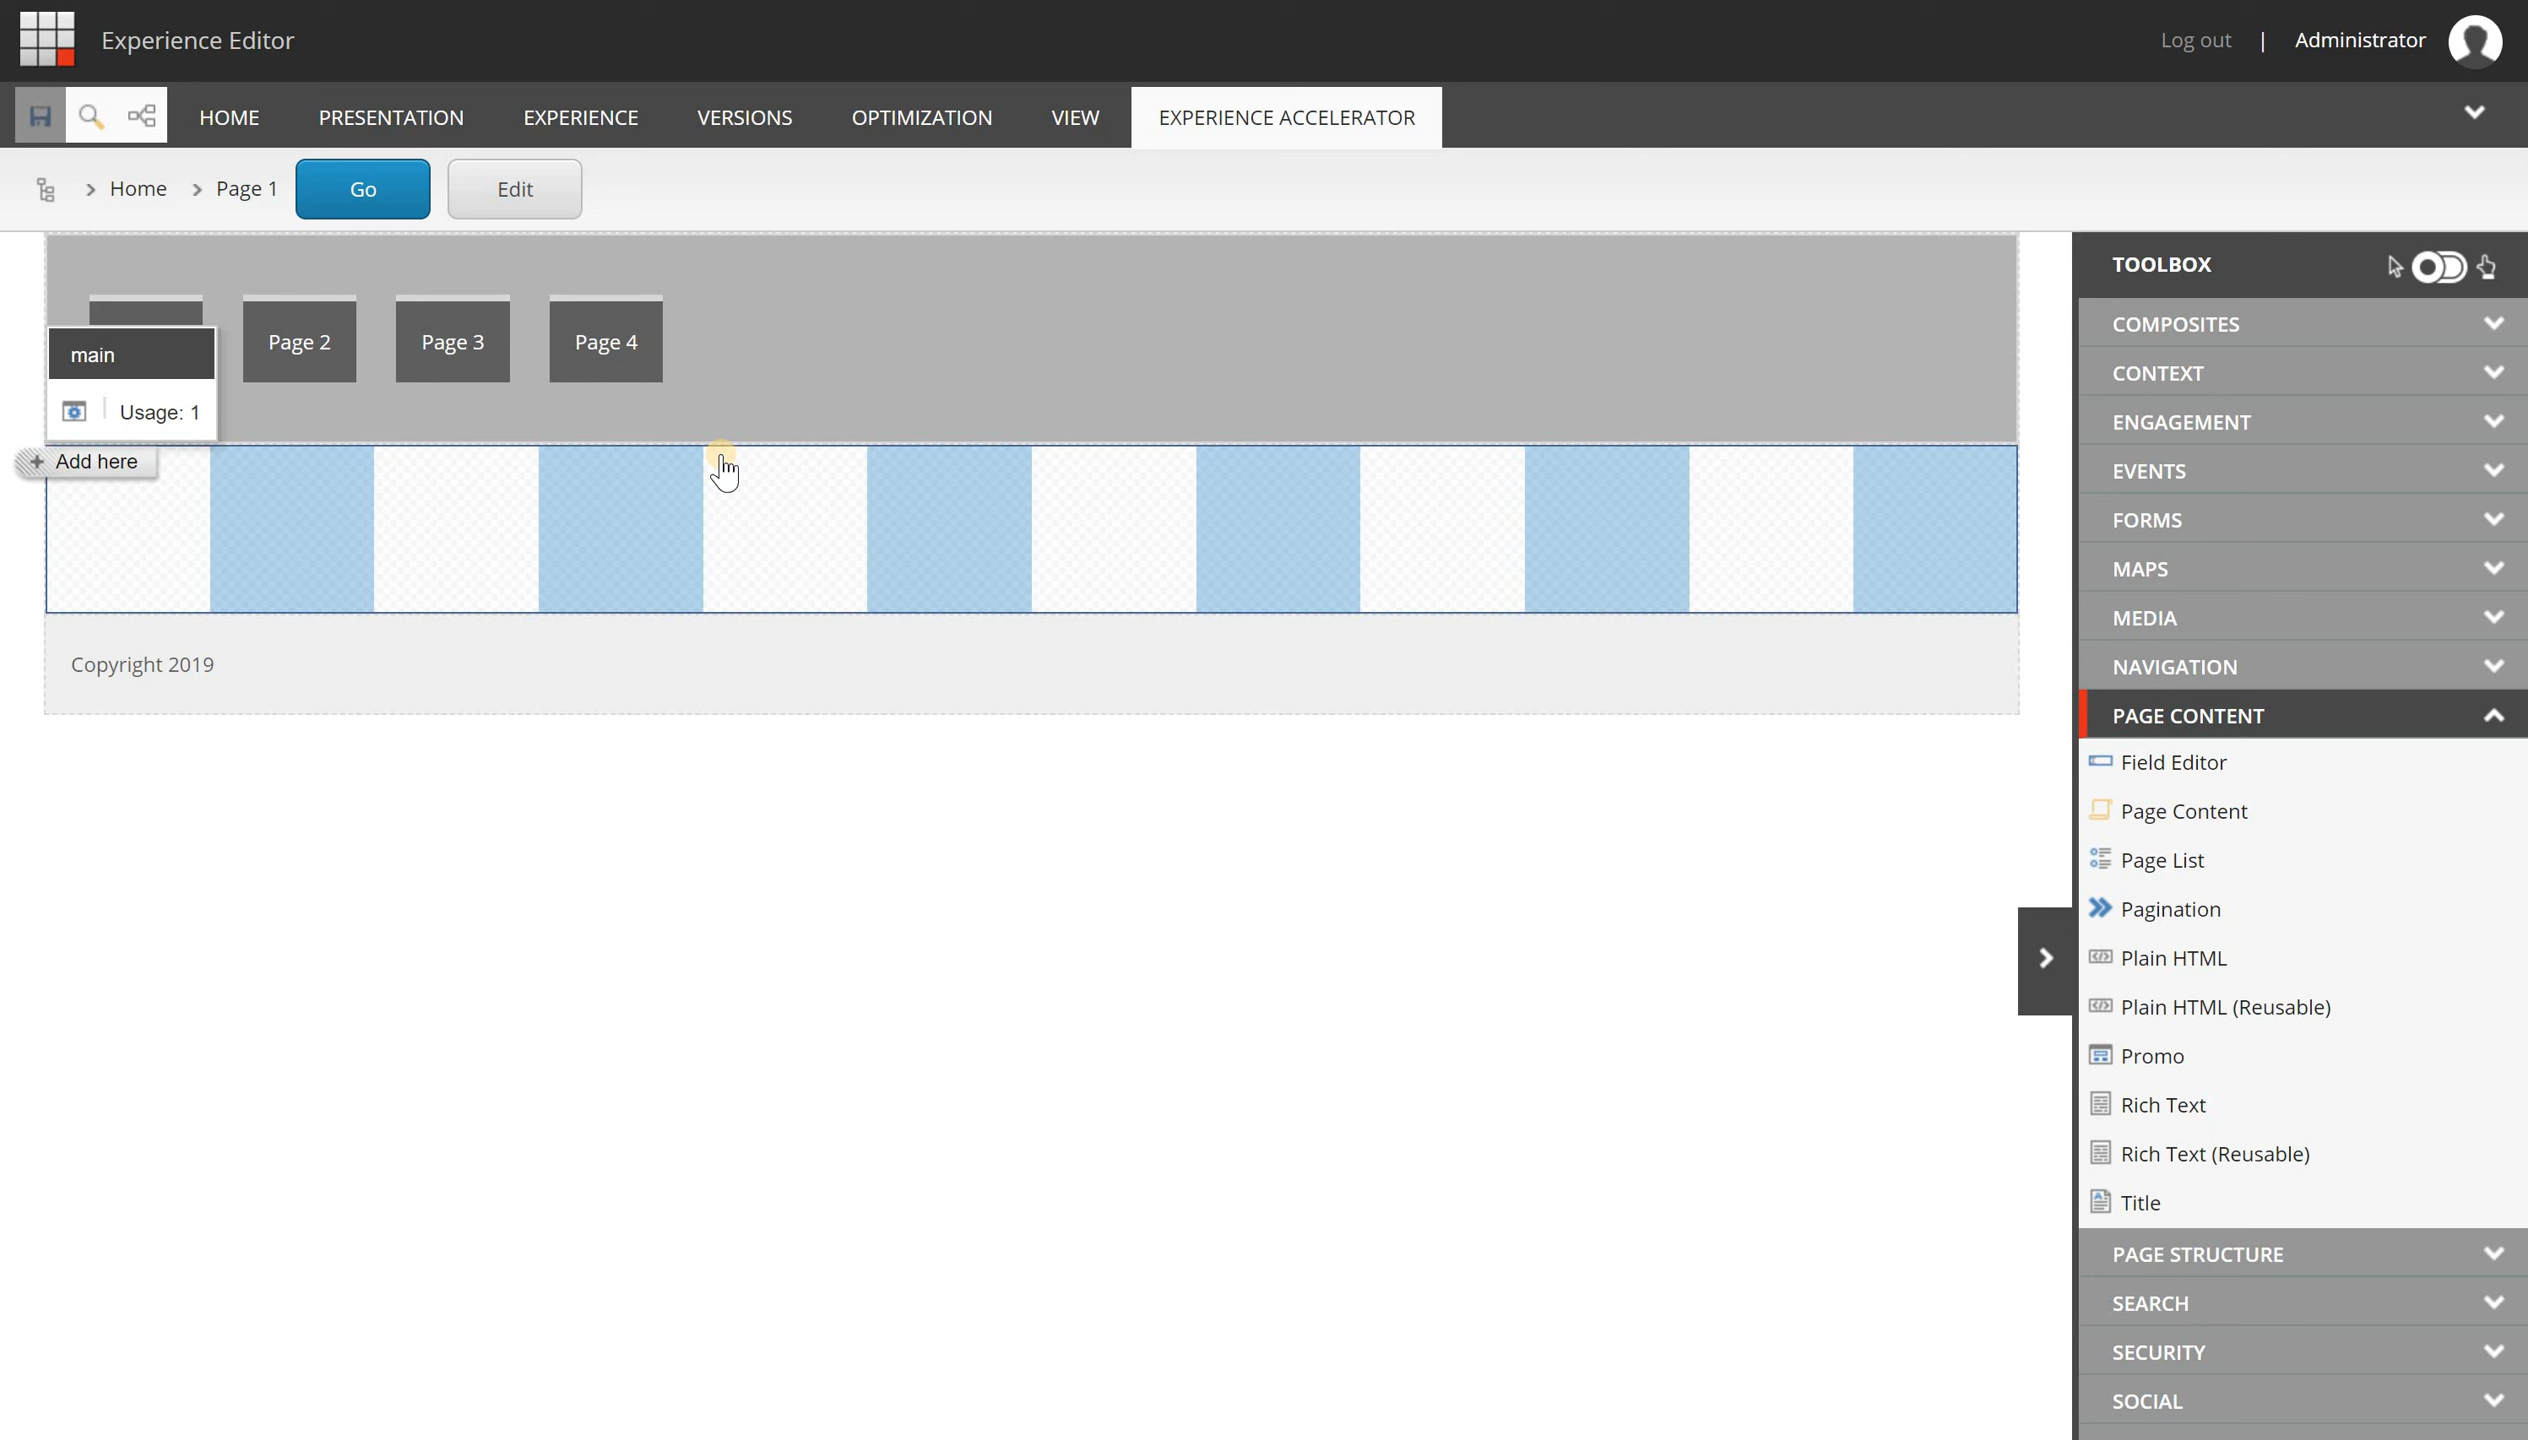 Experience Editor
Log out | Administrator
HOME PRESENTATION EXPERIENCE VERSIONS OPTIMIZATION VIEW EXPERIENCE ACCELERATOR
Home Page 1 Go Edit
TOOLBOX
Page 2 Page 3 Page 4
main
Usage: 1
+ Add here
Copyright 2019
COMPOSITES
CONTEXT
ENGAGEMENT
EVENTS
FORMS
MAPS
MEDIA
NAVIGATION
PAGE CONTENT
Field Editor
Page Content
Page List
Pagination
Plain HTML
Plain HTML (Reusable)
Promo
Rich Text
Rich Text (Reusable)
Title
PAGE STRUCTURE
SEARCH
SECURITY
SOCIAL